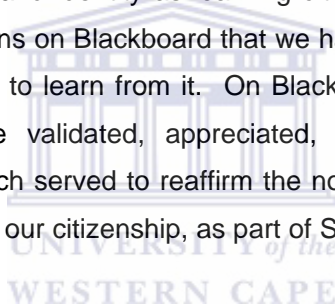 ns on Blackboard that we h
to learn from it. On Black
validated, appreciated,
ch served to reaffirm the no
our citizenship, as part of S
UNIVERSITY of the
WESTERN CAPE